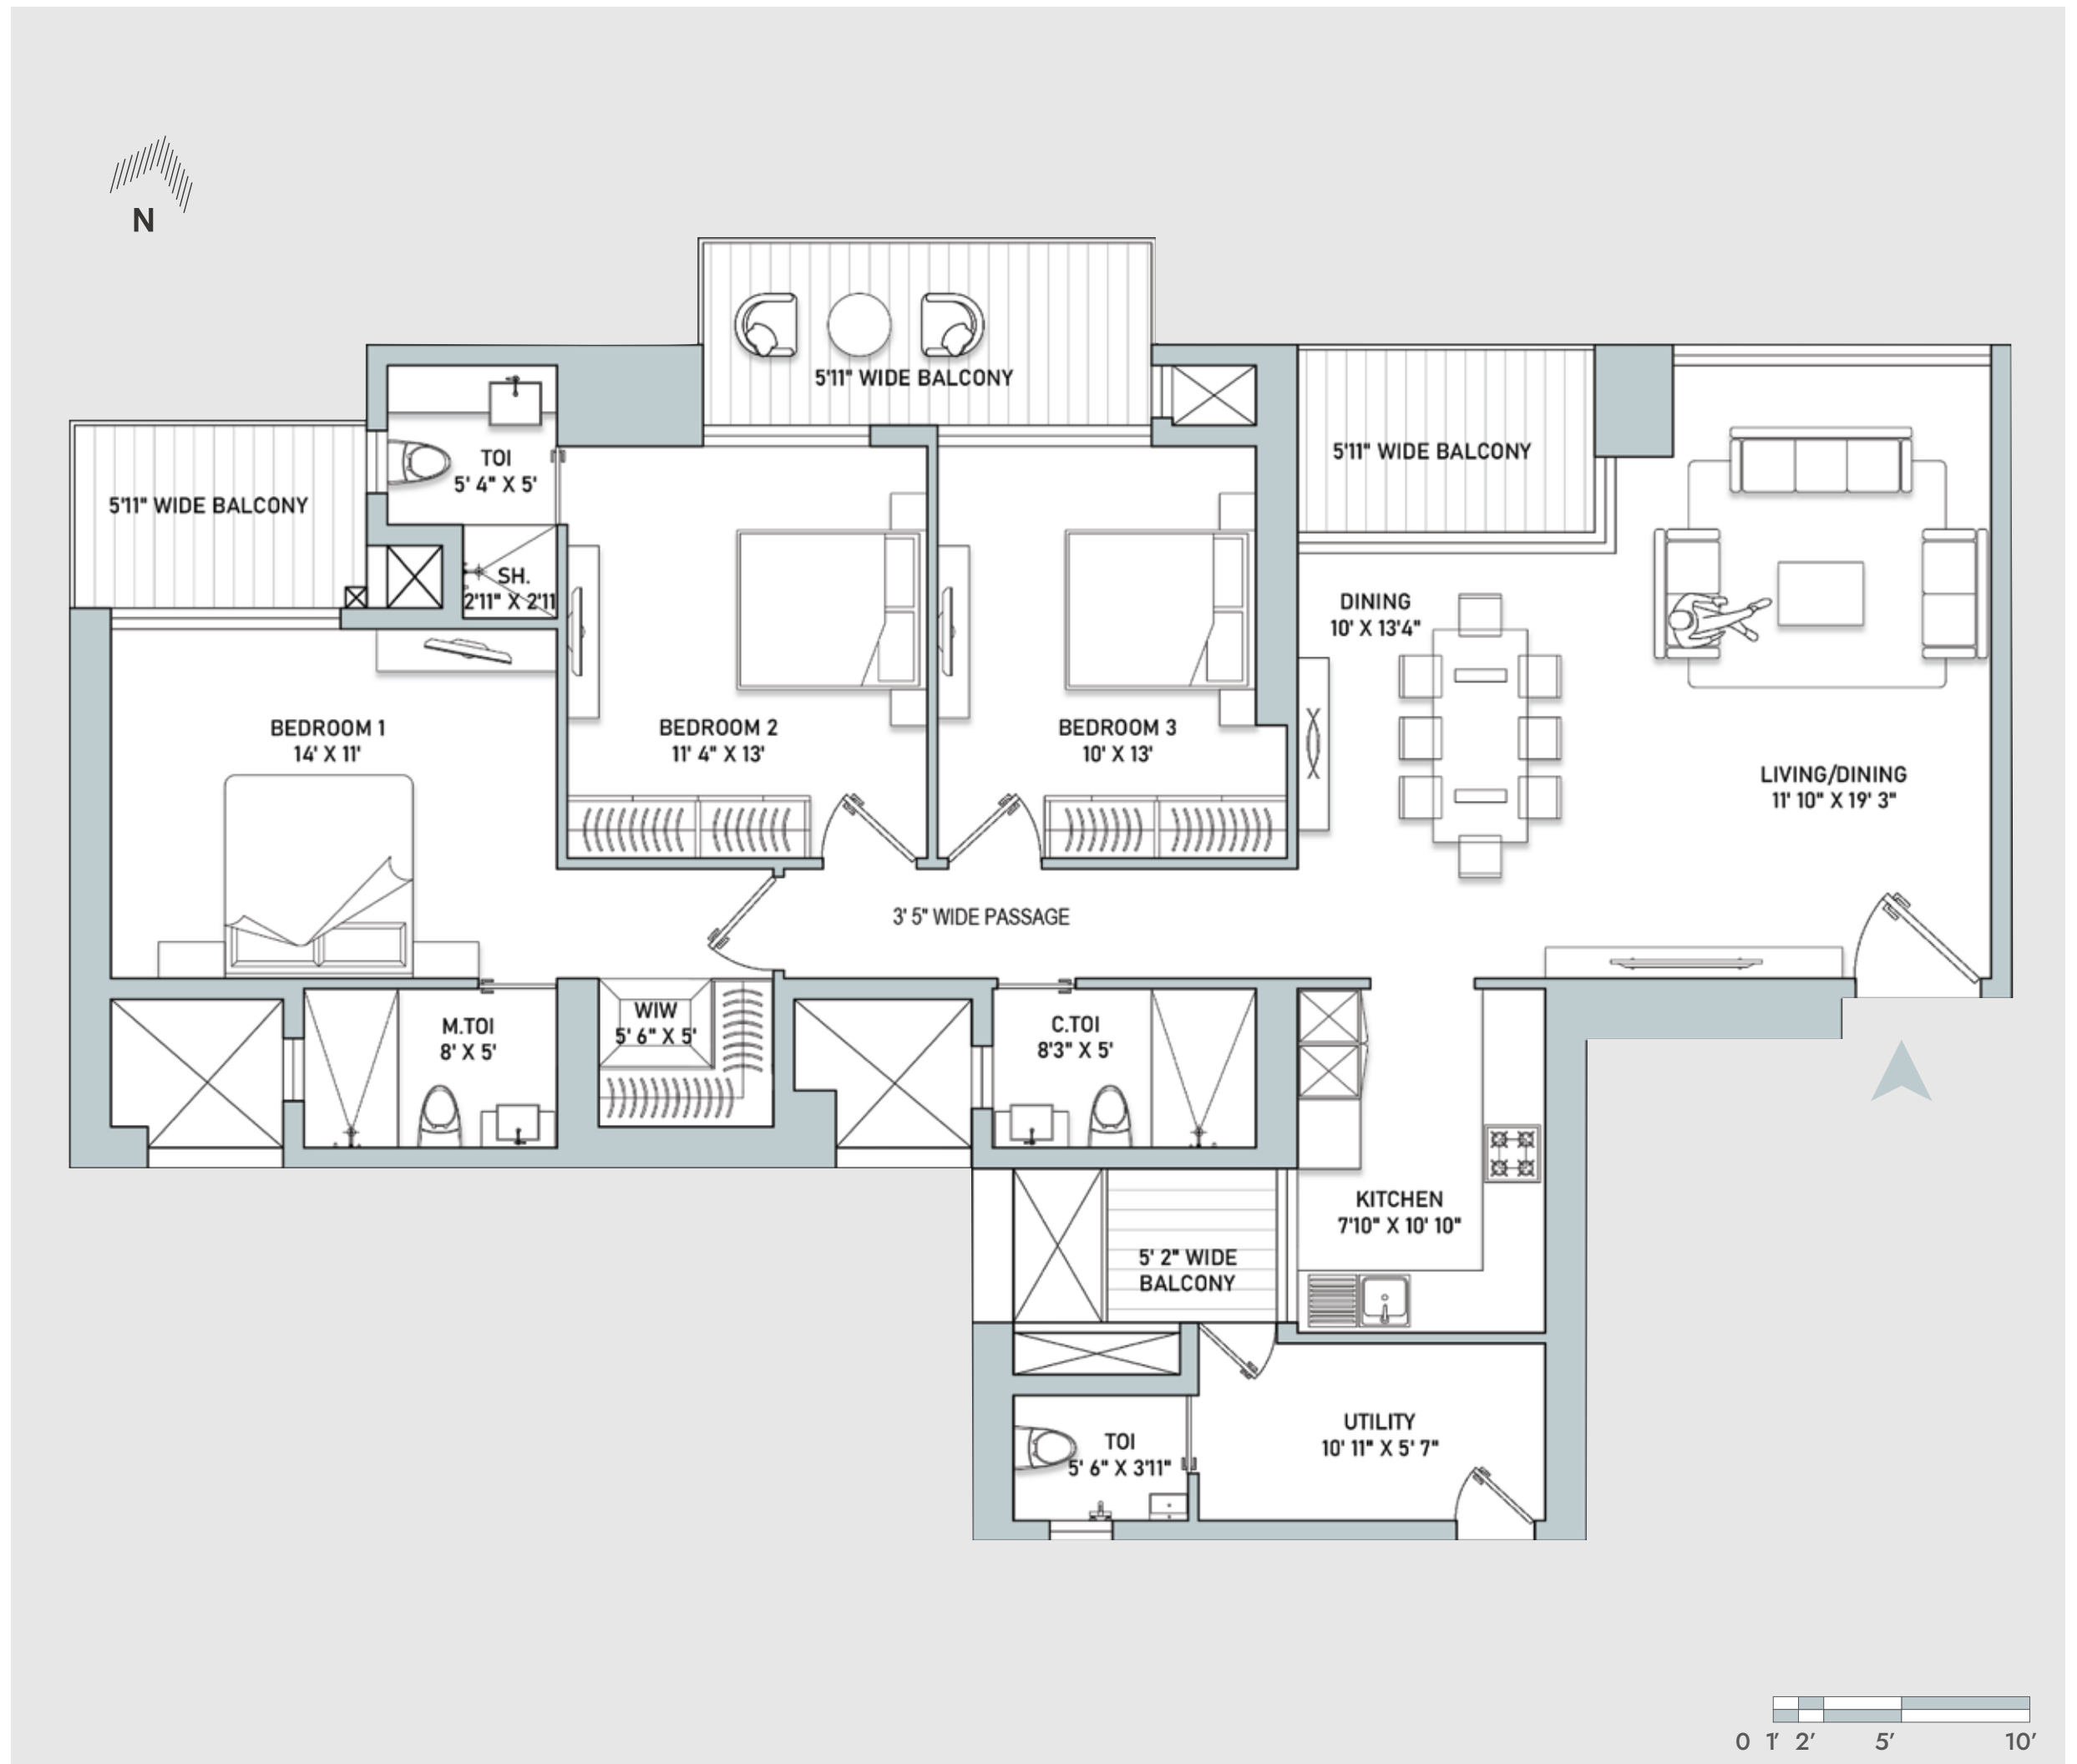 N
5'11" WIDE BALCONY
5'11" WIDE BALCONY
TOI
5' 4" X 5'
5'11" WIDE BALCONY
SH.
2'11" X 2'11
DINING
10' X 13'4"
BEDROOM 1
14' X 11'
BEDROOM 2
11' 4" X 13'
BEDROOM 3
10' X 13'
LIVING/DINING
11' 10" X 19' 3"
3' 5" WIDE PASSAGE
M.TOI
8' X 5'
WIW
5' 6" X 5'
C.TOI
8'3" X 5'
KITCHEN
7'10" X 10' 10"
5' 2" WIDE
BALCONY
TOI
5' 6" X 3'11"
UTILITY
10' 11" X 5' 7"
0 1' 2' 5' 10'